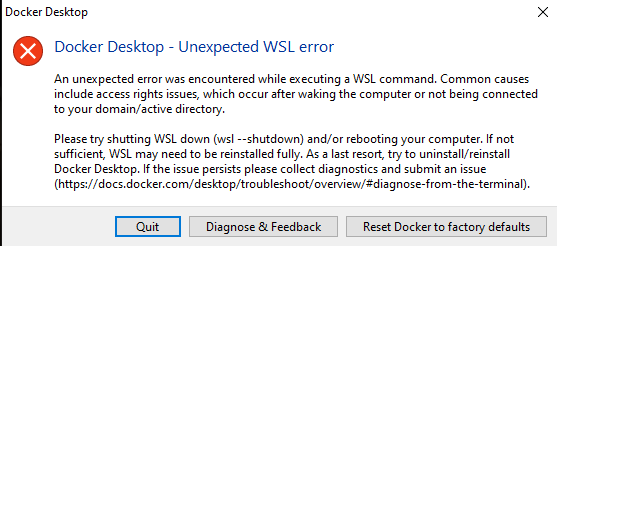 Docker Desktop
Docker Desktop - Unexpected WSL error
An unexpected error was encountered while executing a WSL command. Common causes
include access rights issues, which occur after waking the computer or not being connected
to your domain/active directory.
Please try shutting WSL down (wsl --shutdown) and/or rebooting your computer. If not
sufficient, WSL may need to be reinstalled fully. As a last resort, try to uninstall/reinstall
Docker Desktop. If the issue persists please collect diagnostics and submit an issue
(https://docs.docker.com/desktop/troubleshoot/overview/#diagnose-from-the-terminal).
Quit
Diagnose & Feedback
Reset Docker to factory defaults